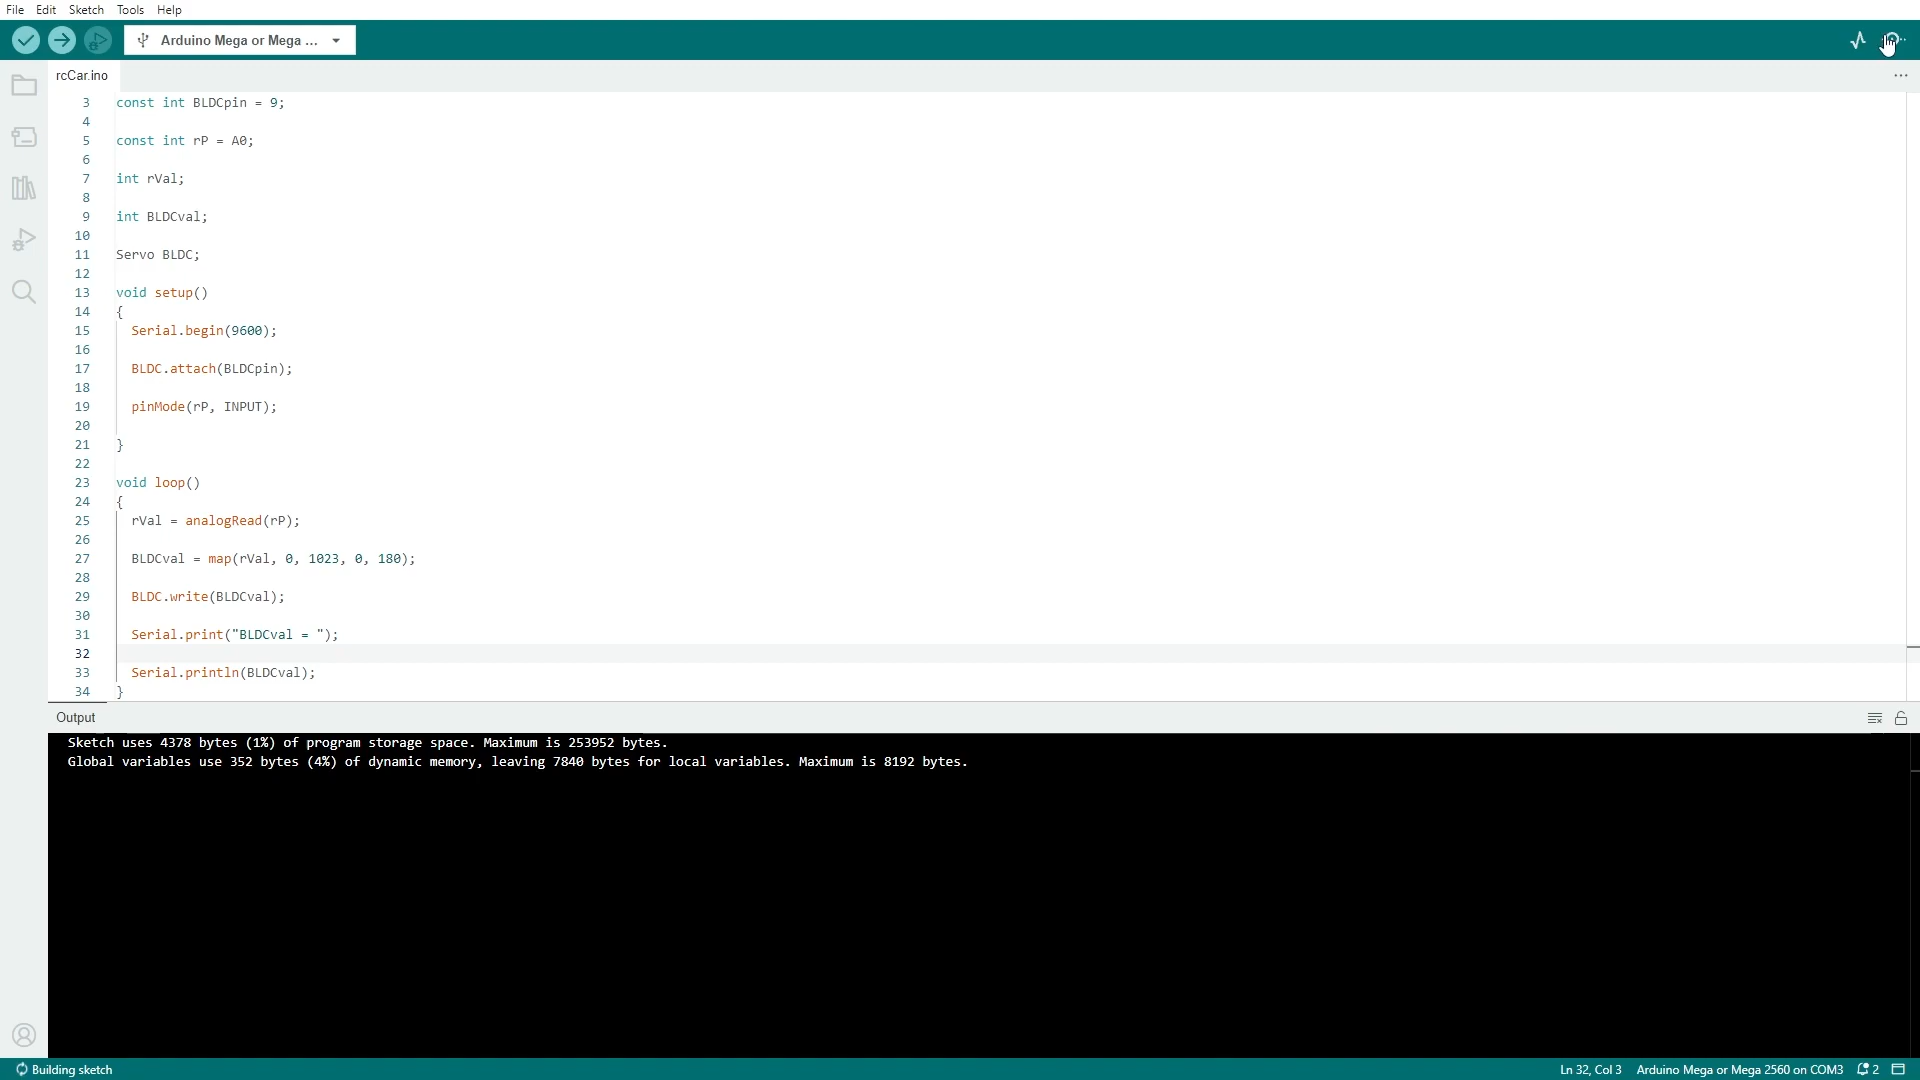 File Edit Sketch Tools Help
Arduino Mega or Mega ...
rcCar.ino
3 const int BLDCpin = 9;
4
5 const int rP = A0;
6
7 int rVal;
8
9 int BLDCval;
10
11 Servo BLDC;
12
13 void setup()
14 {
15 Serial.begin(9600);
16
17 BLDC.attach(BLDCpin);
18
19 pinMode(rP, INPUT);
20
21 }
22
23 void loop()
24 {
25 rVal = analogRead(rP);
26
27 BLDCval = map(rVal, 0, 1023, 0, 180);
28
29 BLDC.write(BLDCval);
30
31 Serial.print("BLDCval = ");
32
33 Serial.println(BLDCval);
34 }
Output
Sketch uses 4378 bytes (1%) of program storage space. Maximum is 253952 bytes.
Global variables use 352 bytes (4%) of dynamic memory, leaving 7840 bytes for local variables. Maximum is 8192 bytes.
Building sketch Ln 32, Col 3 Arduino Mega or Mega 2560 on COM3 2